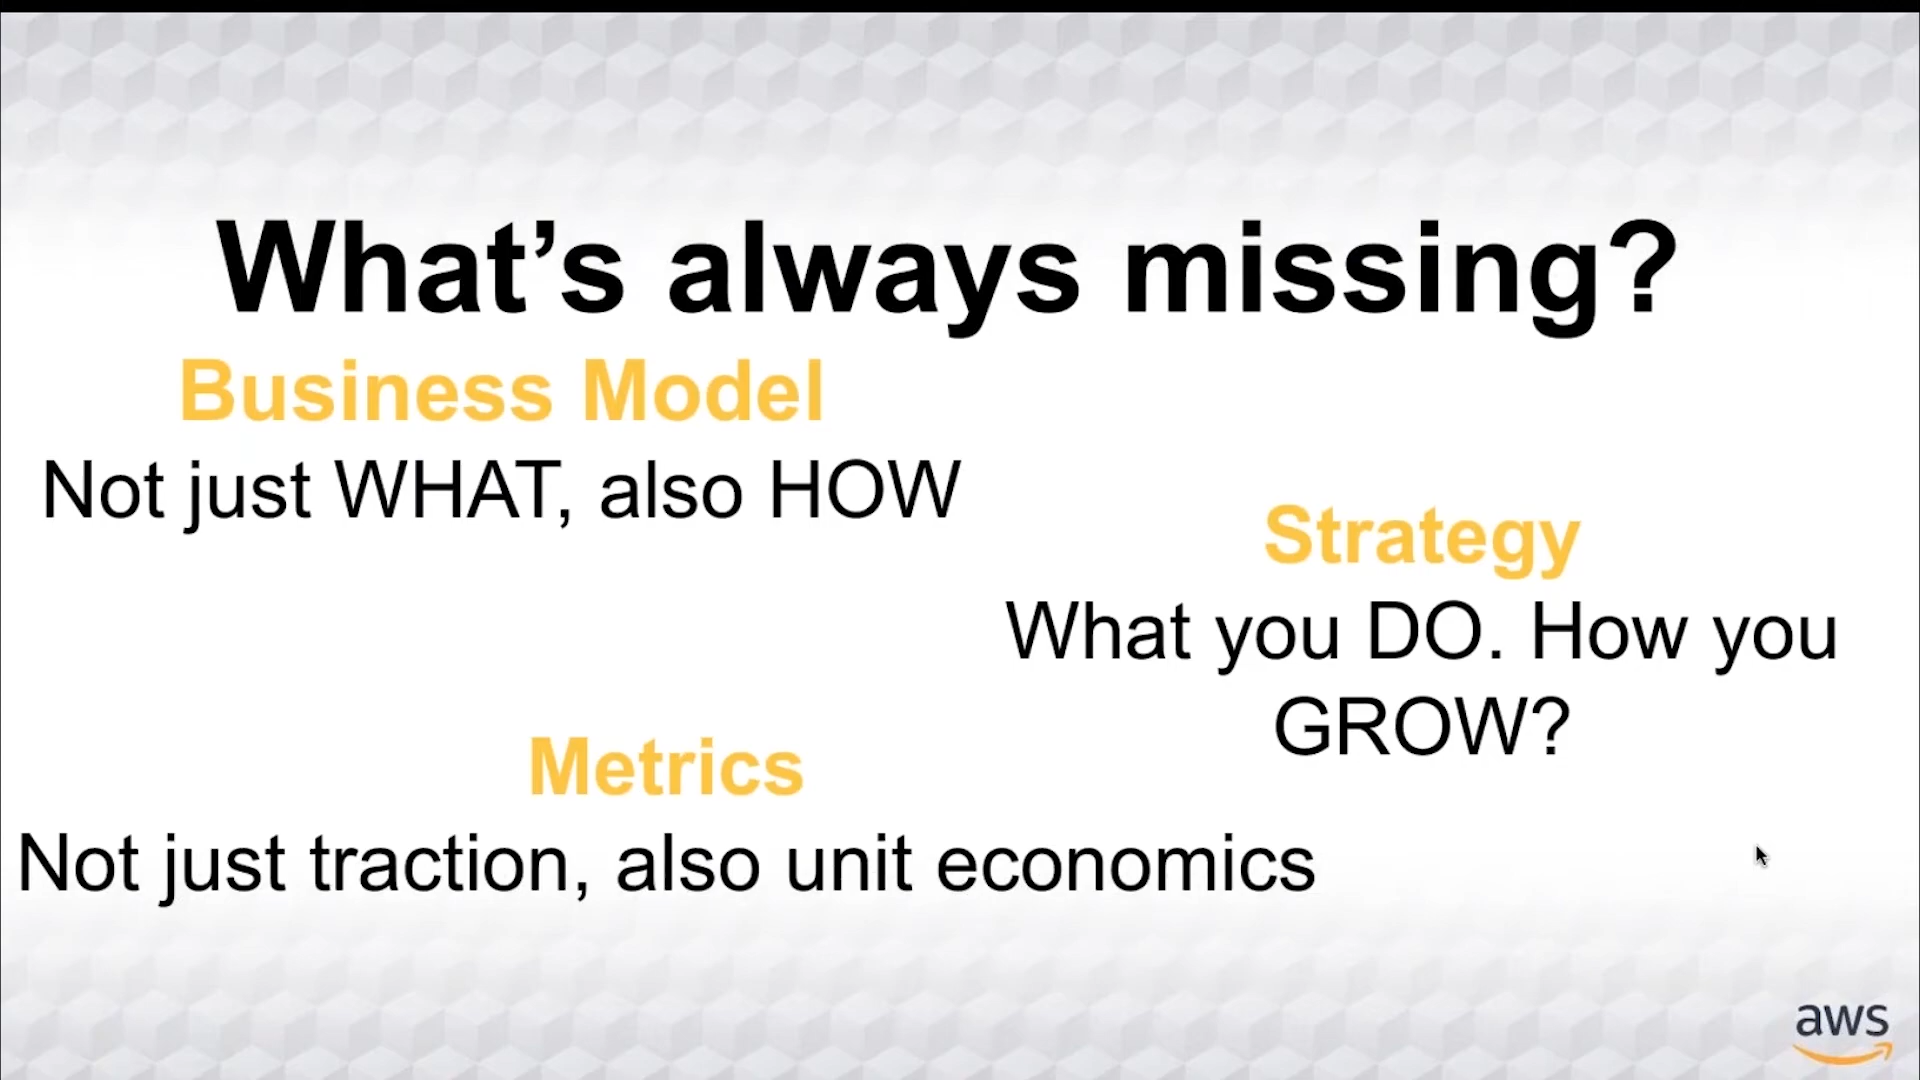 What’s always missing?
Business Model
Not just WHAT, also HOW
Strategy
What you DO. How you
GROW?
Metrics
Not just traction, also unit economics
aws